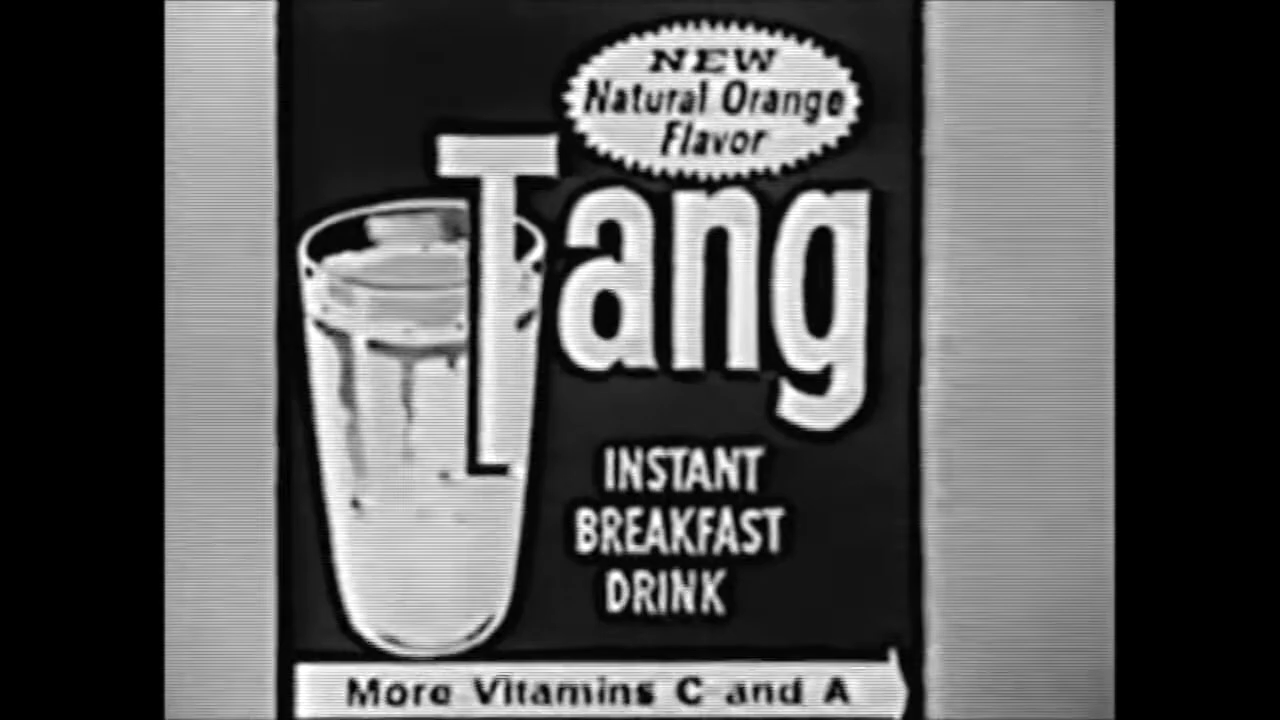 NEW
Natural Orange
Flavor
Tang
INSTANT
BREAKFAST
DRINK
More Vitamins C and A